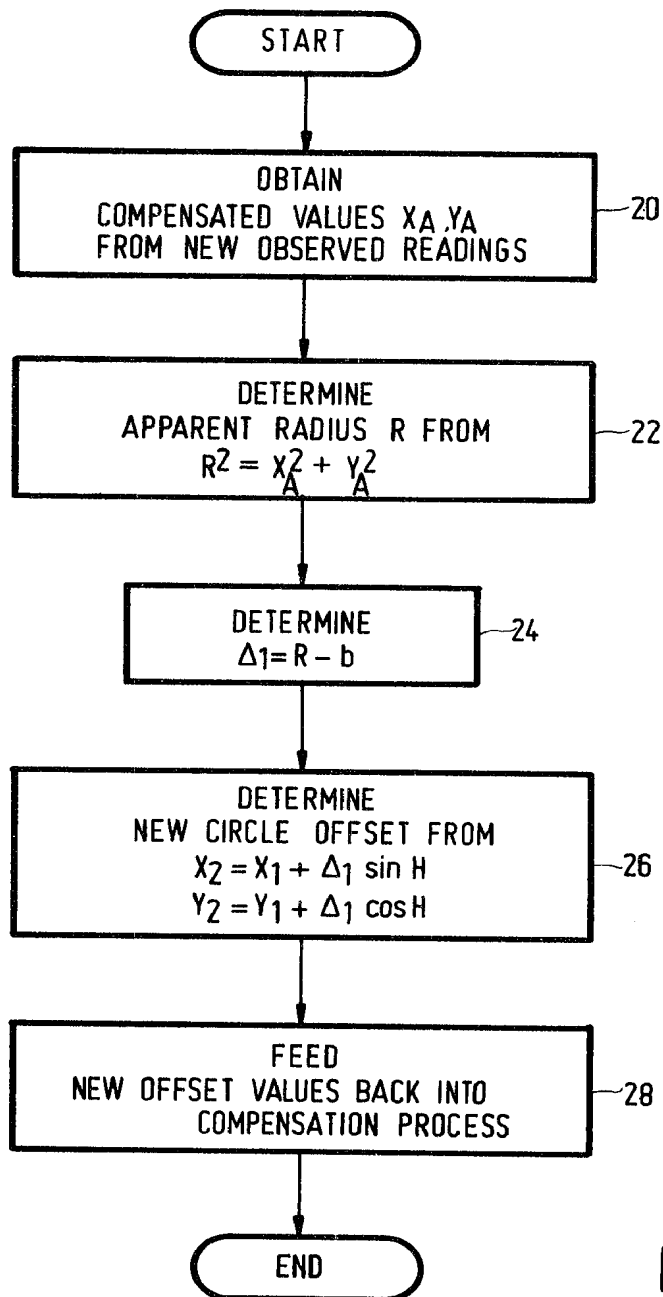 START
OBTAIN
COMPENSATED VALUES XA,YA
FROM NEW OBSERVED READINGS
20
DETERMINE
APPARENT RADIUS R FROM
R² = XA² + YA²
22
DETERMINE
Δ1 = R – b
24
DETERMINE
NEW CIRCLE OFFSET FROM
X2 = X1 + Δ1 sin H
Y2 = Y1 + Δ1 cos H
26
FEED
NEW OFFSET VALUES BACK INTO
COMPENSATION PROCESS
28
END